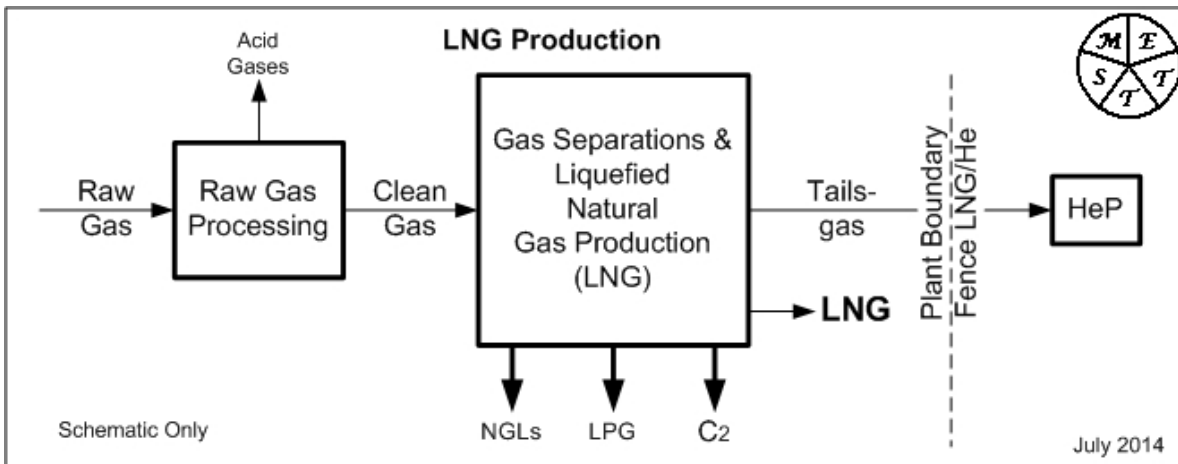 LNG Production
Acid
Gases
M
E
S
T
T
Raw
Gas
Raw Gas
Processing
Clean
Gas
Gas Separations &
Liquefied
Natural
Gas Production
(LNG)
Tails-
gas
Plant Boundary
Fence LNG/He
HeP
LNG
NGLs
LPG
C2
Schematic Only
July 2014